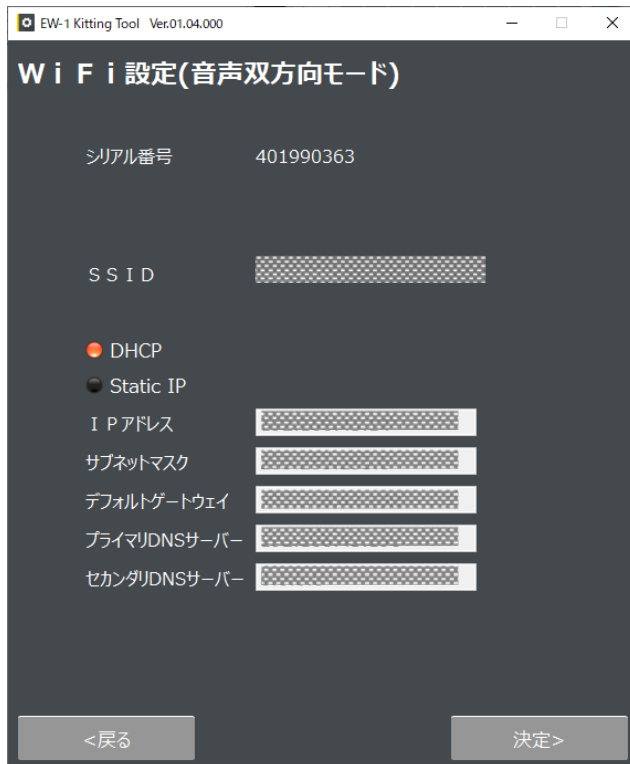 EW-1 Kitting Tool Ver.01.04.000
ＷｉＦｉ設定(音声双方向モード)
シリアル番号 401990363
ＳＳＩＤ
DHCP
Static IP
ＩＰアドレス
サブネットマスク
デフォルトゲートウェイ
プライマリDNSサーバー
セカンダリDNSサーバー
<戻る 決定>